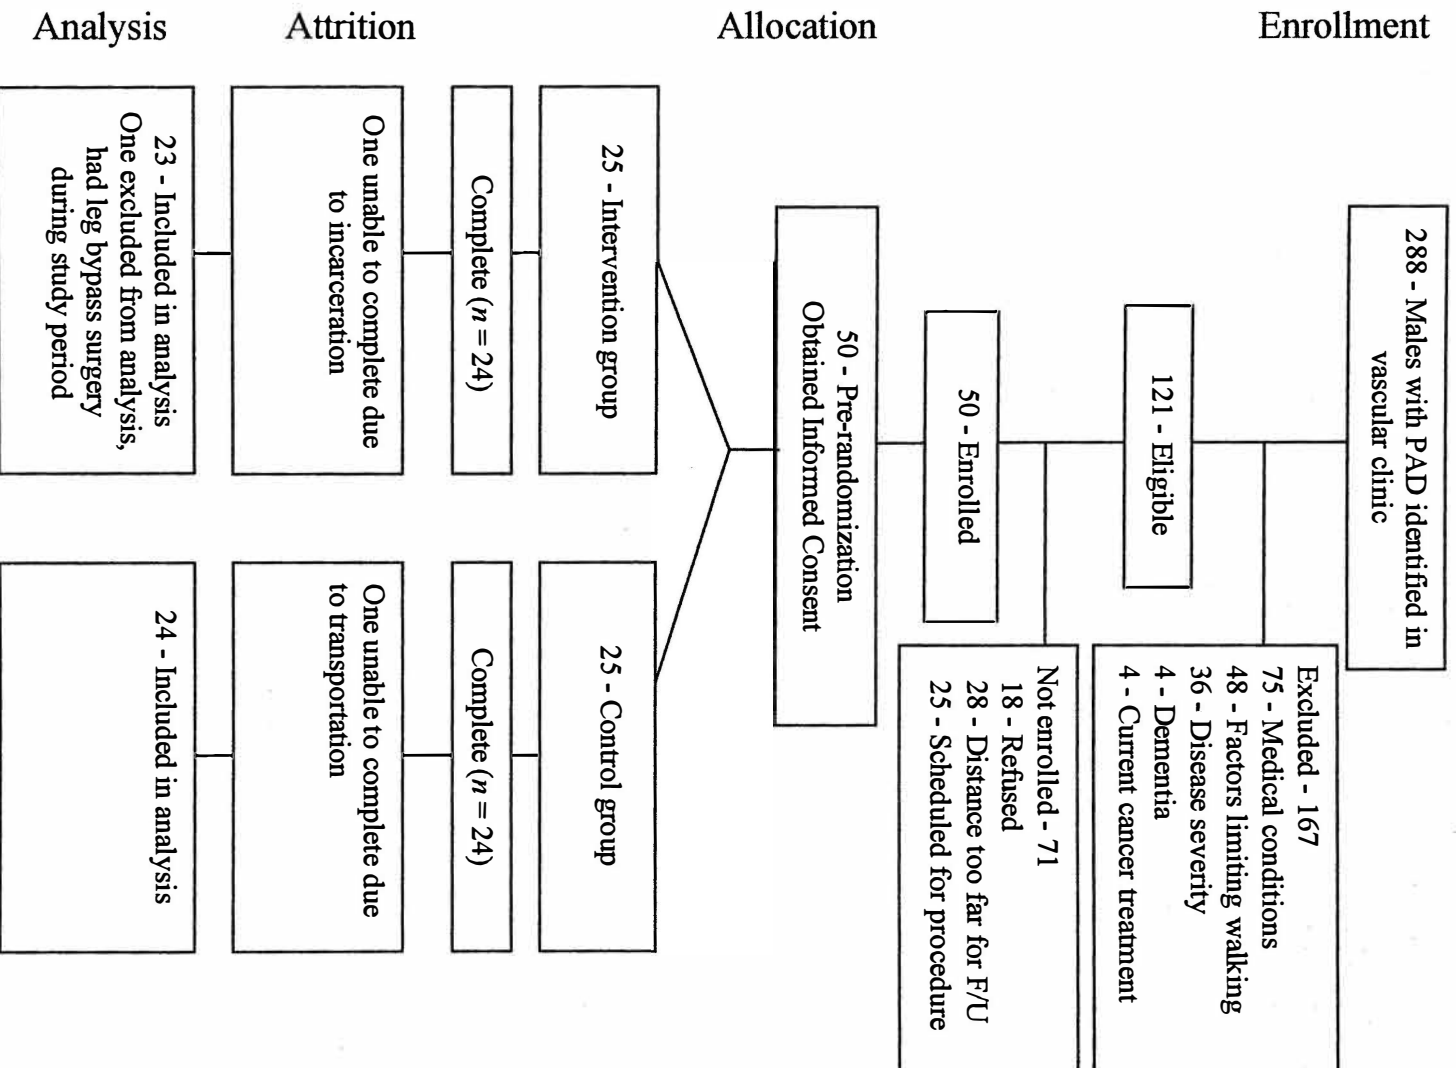 Enrollment
288 - Males with PAD identified in
vascular clinic
Excluded - 167
75 - Medical conditions
48 - Factors limiting walking
36 - Disease severity
4 - Dementia
4 - Current cancer treatment
121 - Eligible
Not enrolled - 71
18 - Refused
28 - Distance too far for F/U
25 - Scheduled for procedure
50 - Enrolled
Allocation
50 - Pre-randomization
Obtained Informed Consent
25 - Intervention group
25 - Control group
Complete (n = 24)
Complete (n = 24)
Attrition
One unable to complete due
to incarceration
One unable to complete due
to transportation
Analysis
23 - Included in analysis
One excluded from analysis,
had leg bypass surgery
during study period
24 - Included in analysis